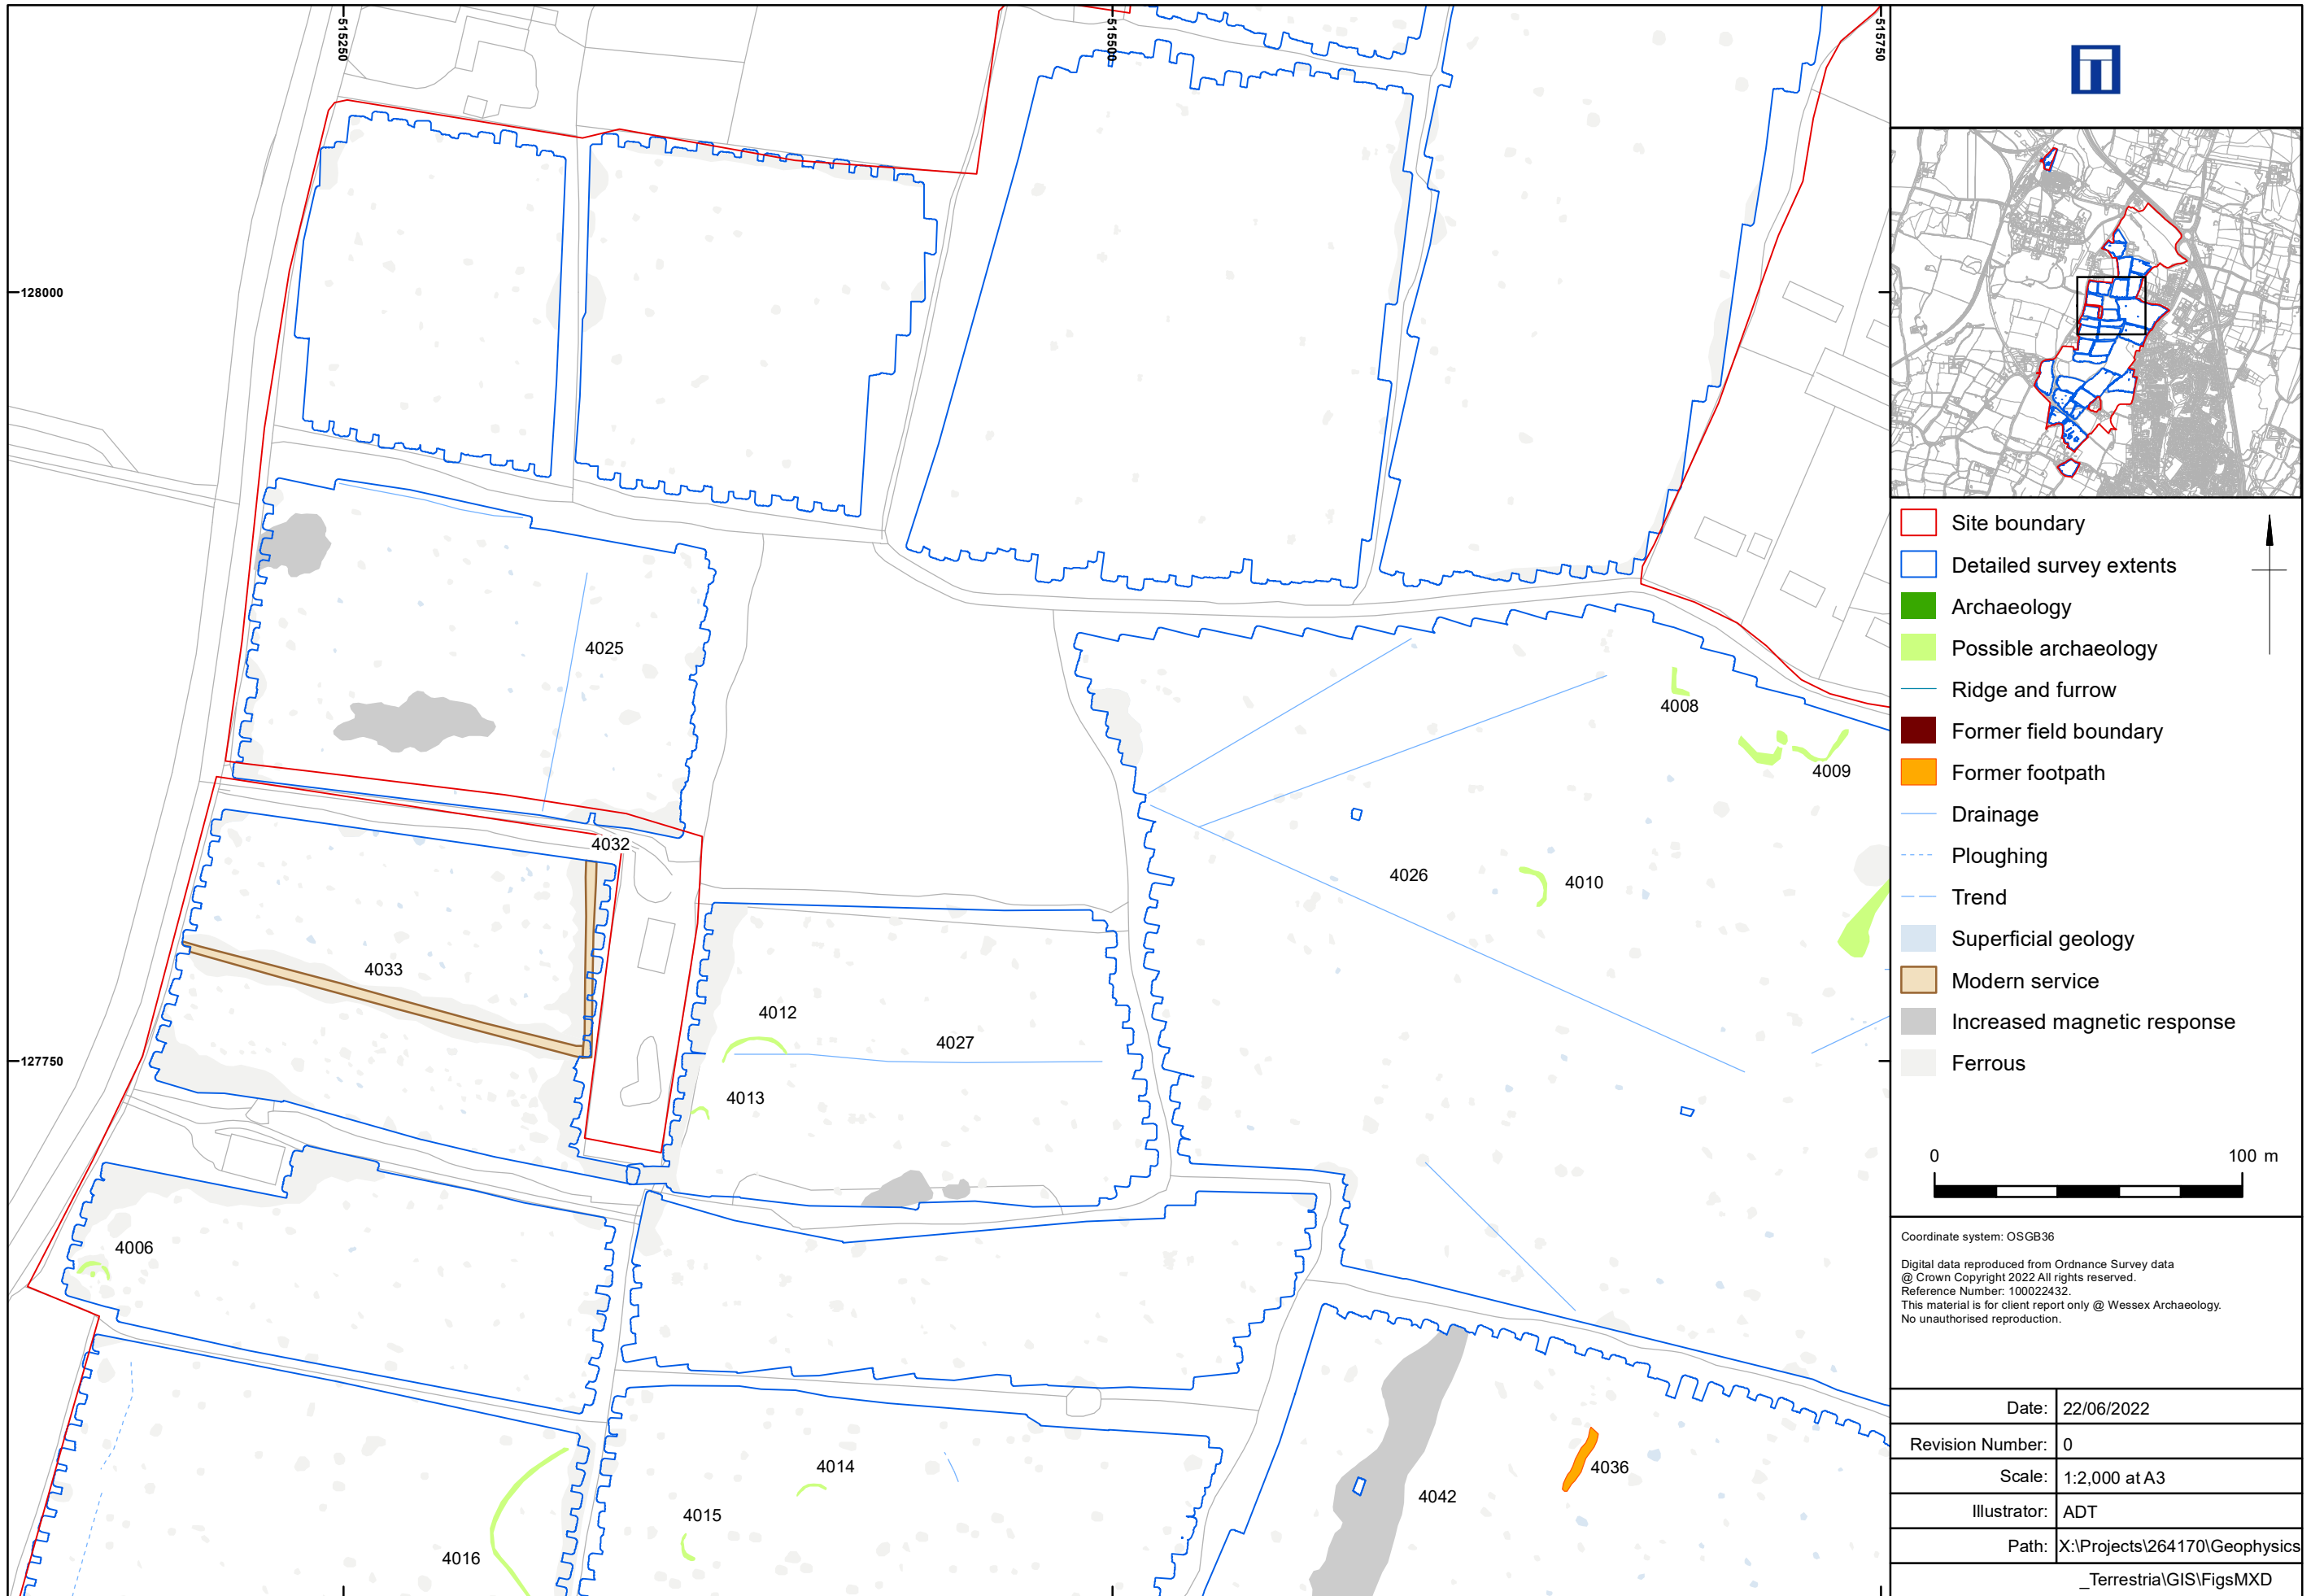 515250
515500
515750
128000
127750
4025
4008
4009
4032
4026
4010
4033
4012
4027
4013
4006
4014
4015
4016
4042
4036
Site boundary
Detailed survey extents
Archaeology
Possible archaeology
Ridge and furrow
Former field boundary
Former footpath
Drainage
Ploughing
Trend
Superficial geology
Modern service
Increased magnetic response
Ferrous
0 100 m
Coordinate system: OSGB36
Digital data reproduced from Ordnance Survey data
@ Crown Copyright 2022 All rights reserved.
Reference Number: 100022432.
This material is for client report only @ Wessex Archaeology.
No unauthorised reproduction.
Date: 22/06/2022
Revision Number: 0
Scale: 1:2,000 at A3
Illustrator: ADT
Path: X:\Projects\264170\Geophysics
_Terrestria\GIS\FigsMXD